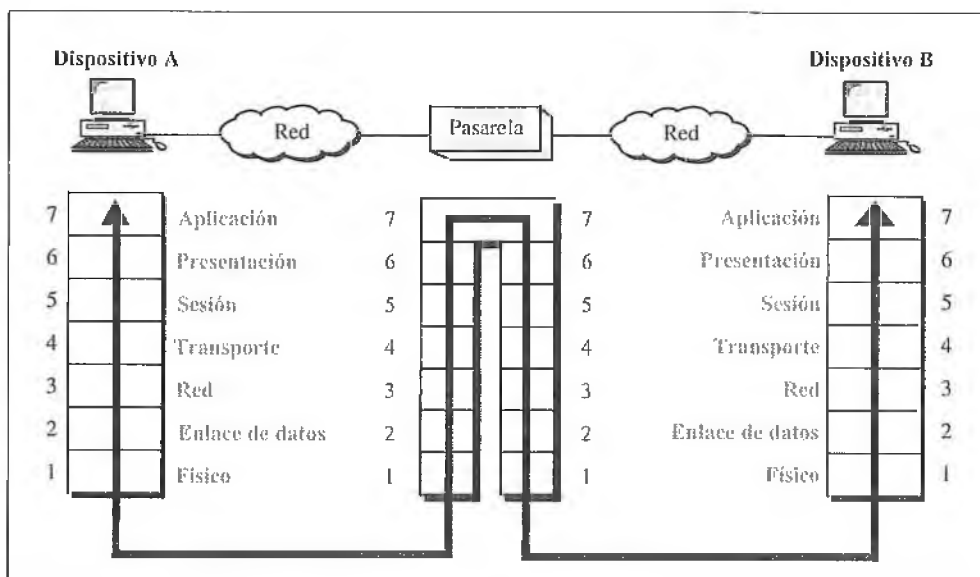 Dispositivo A Dispositivo B
Red Pasarela Red
7 Aplicación 7 7 Aplicación 7
6 Presentación 6 6 Presentación 6
5 Sesión 5 5 Sesión 5
4 Transporte 4 4 Transporte 4
3 Red 3 3 Red 3
2 Enlace de datos 2 2 Enlace de datos 2
1 Físico 1 1 Físico 1